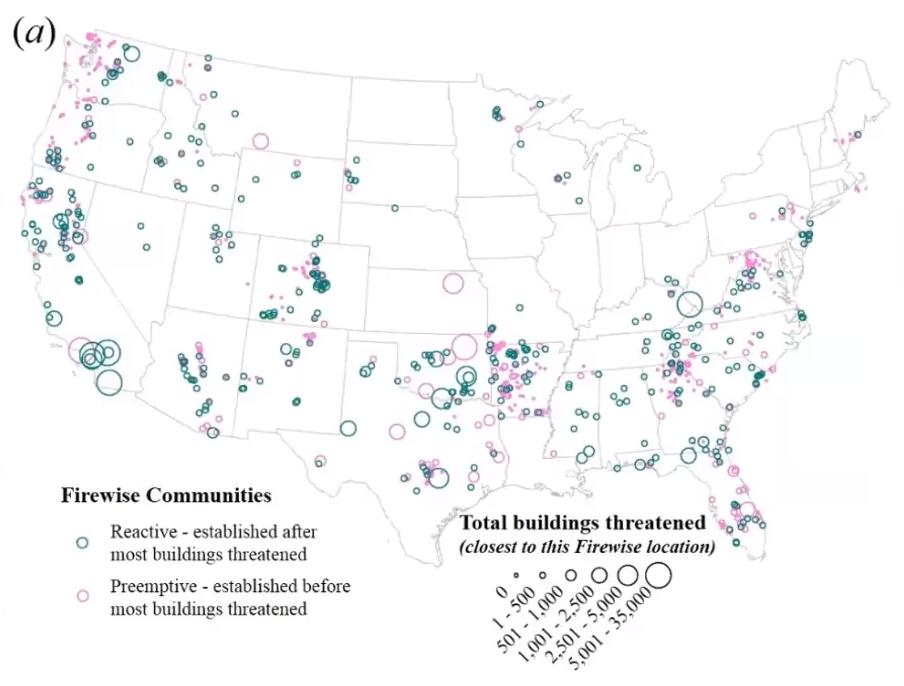 (a)
Firewise Communities
Reactive - established after
most buildings threatened
Preemptive - established before
most buildings threatened
Total buildings threatened
(closest to this Firewise location)
0
1 - 500
501 - 1,000
1,001 - 2,500
2,501 - 5,000
5,001 - 35,000